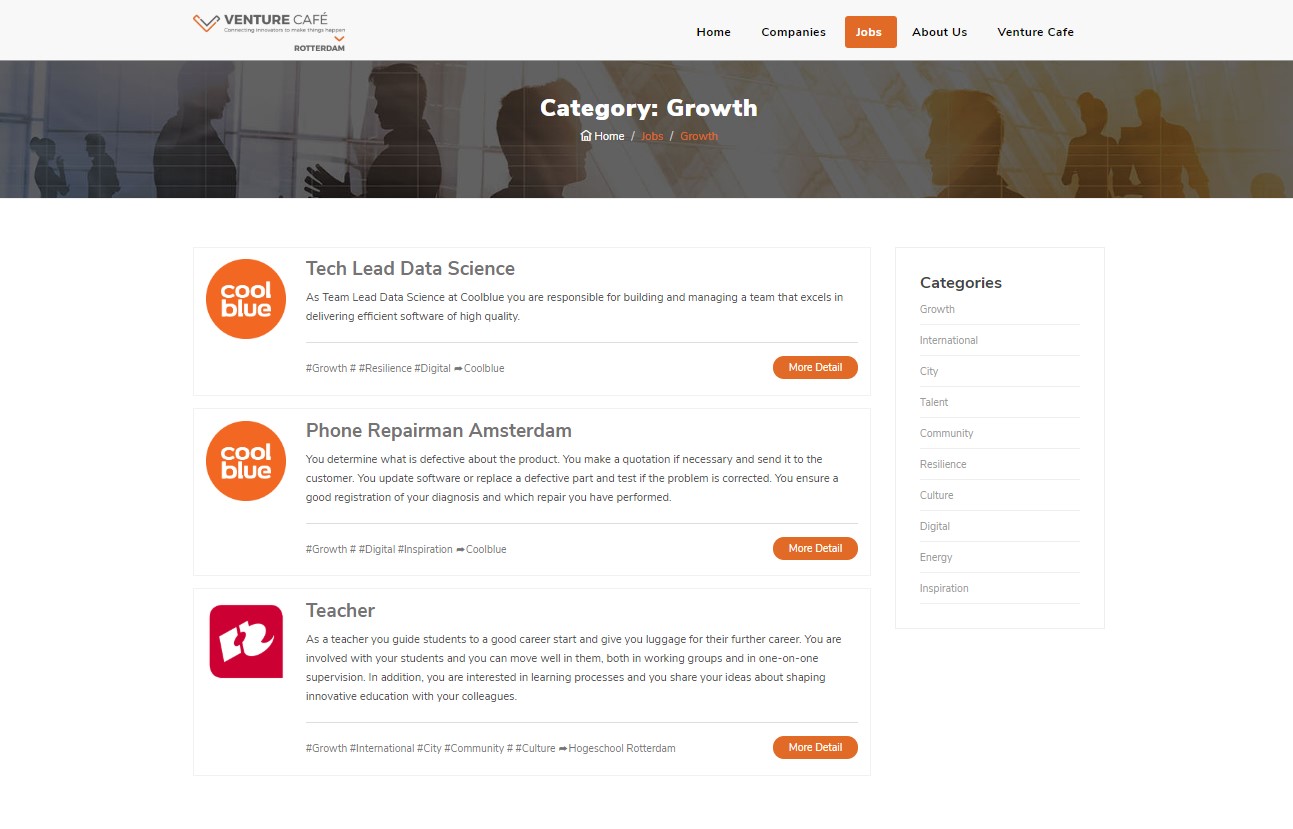 VENTURE CAFÉ
Connecting innovators to make things happen
ROTTERDAM
Home
Companies
Jobs
About Us
Venture Cafe
Category: Growth
Home / Jobs / Growth
cool
blue
Tech Lead Data Science
As Team Lead Data Science at Coolblue you are responsible for building and managing a team that excels in
delivering efficient software of high quality.
#Growth # #Resilience #Digital ➦Coolblue
More Detail
cool
blue
Phone Repairman Amsterdam
You determine what is defective about the product. You make a quotation if necessary and send it to the
customer. You update software or replace a defective part and test if the problem is corrected. You ensure a
good registration of your diagnosis and which repair you have performed.
#Growth # #Digital #Inspiration ➦Coolblue
More Detail
Teacher
As a teacher you guide students to a good career start and give you luggage for their further career. You are
involved with your students and you can move well in them, both in working groups and in one-on-one
supervision. In addition, you are interested in learning processes and you share your ideas about shaping
innovative education with your colleagues.
#Growth #International #City #Community # #Culture ➦Hogeschool Rotterdam
More Detail
Categories
Growth
International
City
Talent
Community
Resilience
Culture
Digital
Energy
Inspiration